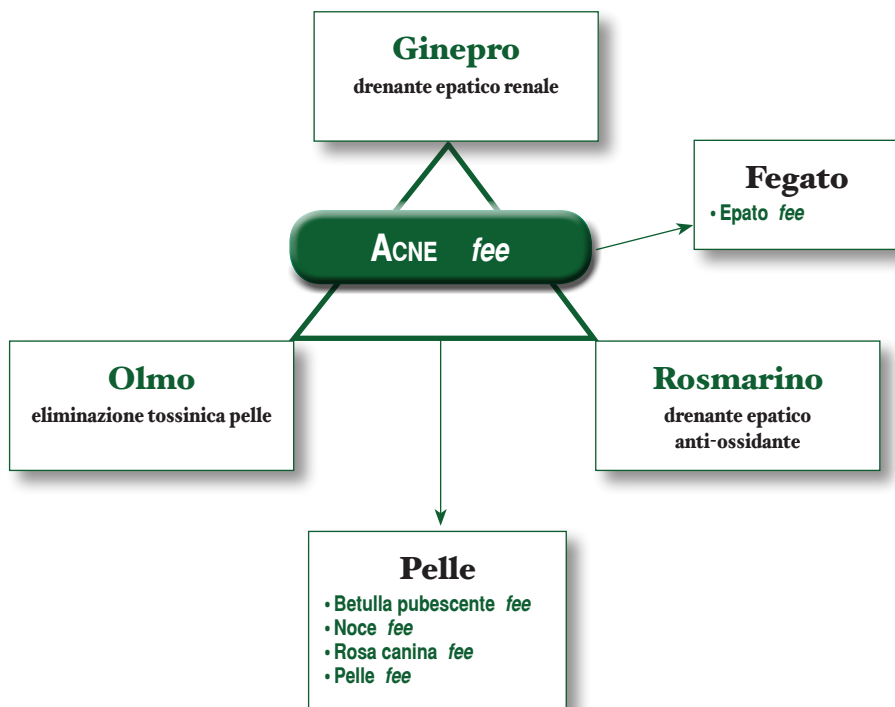 Ginepro
drenante epatico renale
Fegato
• Epato fee
ACNE fee
Olmo
eliminazione tossinica pelle
Rosmarino
drenante epatico
anti-ossidante
Pelle
• Betulla pubescente fee
• Noce fee
• Rosa canina fee
• Pelle fee